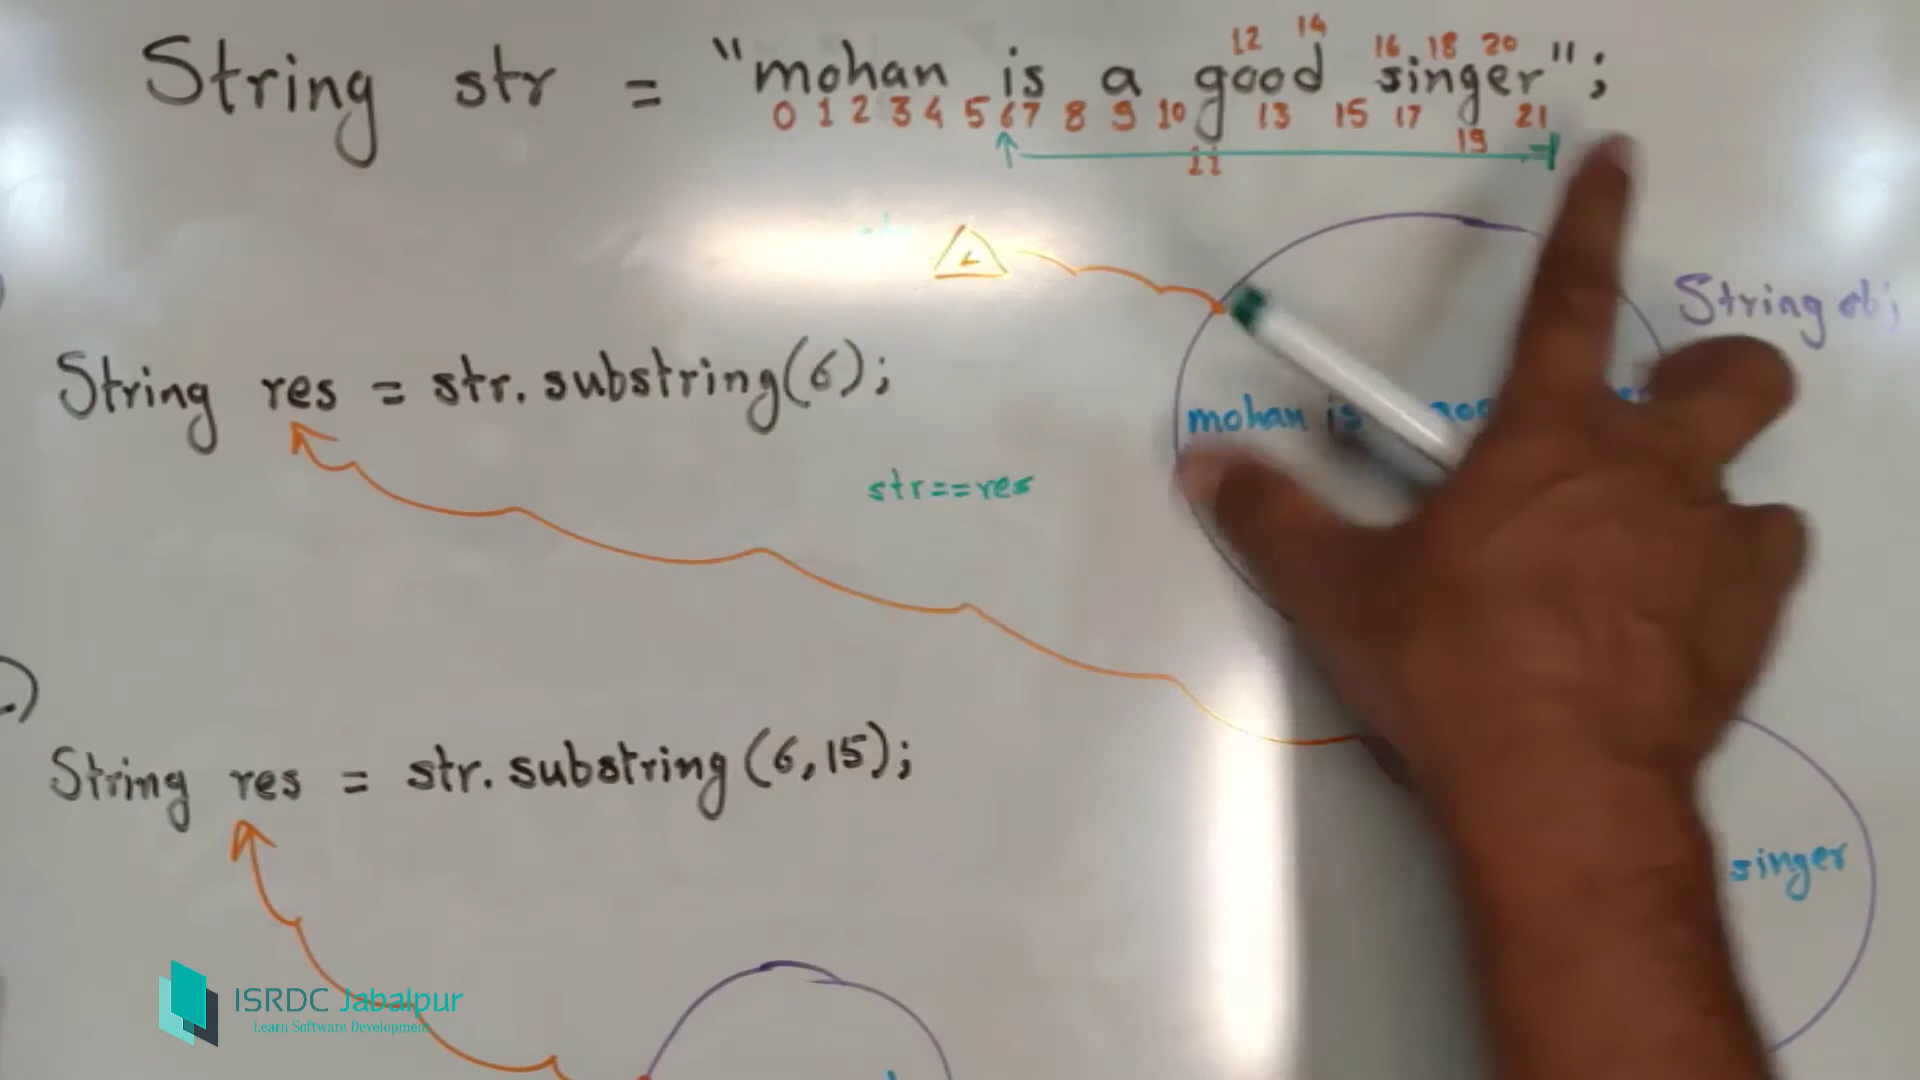 12 14 16 18 20
String str = "mohan is a good singer";
0 1 2 3 4 5 6 7 8 9 10 13 15 17 21
19
11
String obj
String res = str.substring(6);
mohan is
str==res
String res = str.substring(6,15);
singer
ISRDC Jabalpur
Learn Software Development